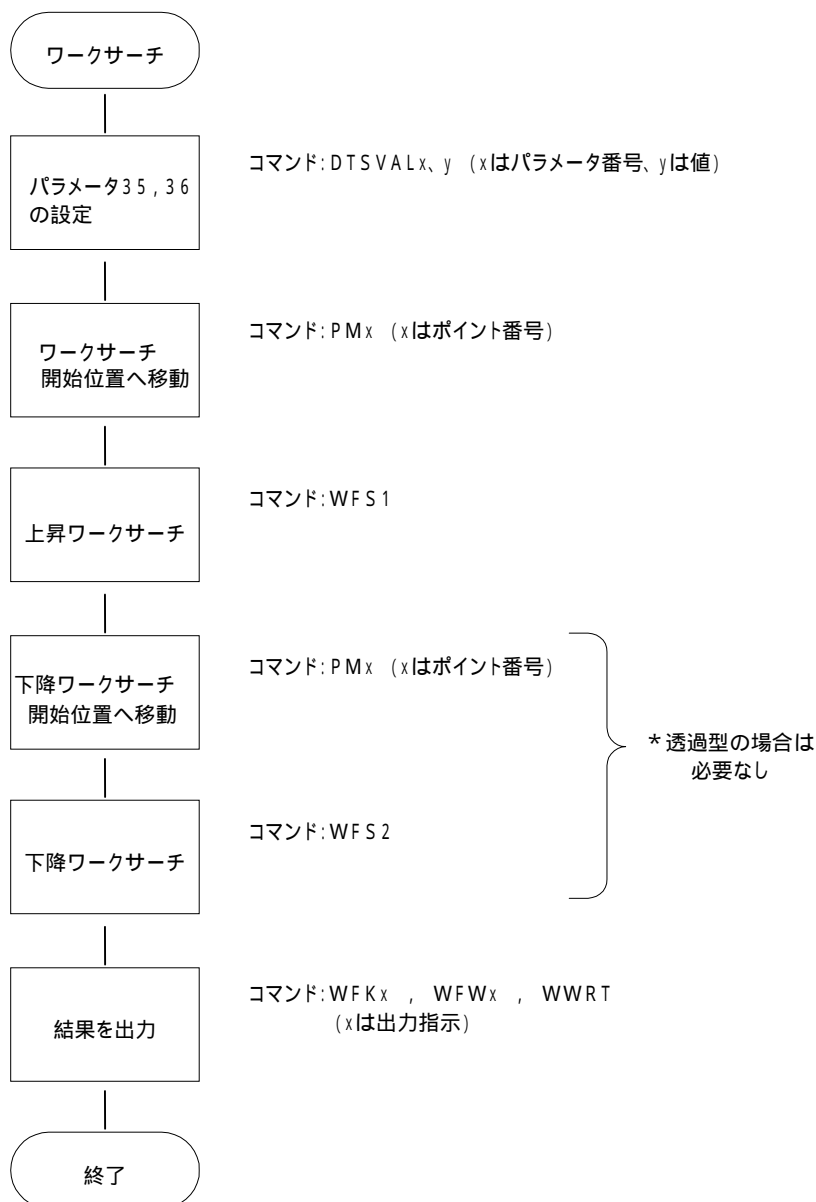 ワークサーチ
パラメータ35,36
の設定
コマンド:DTSVALx、y (xはパラメータ番号、yは値)
ワークサーチ
開始位置へ移動
コマンド:PMx (xはポイント番号)
上昇ワークサーチ
コマンド:WFS1
下降ワークサーチ
開始位置へ移動
コマンド:PMx (xはポイント番号)
下降ワークサーチ
コマンド:WFS2
*透過型の場合は
必要なし
結果を出力
コマンド:WFKx , WFWx , WWRT
(xは出力指示)
終了